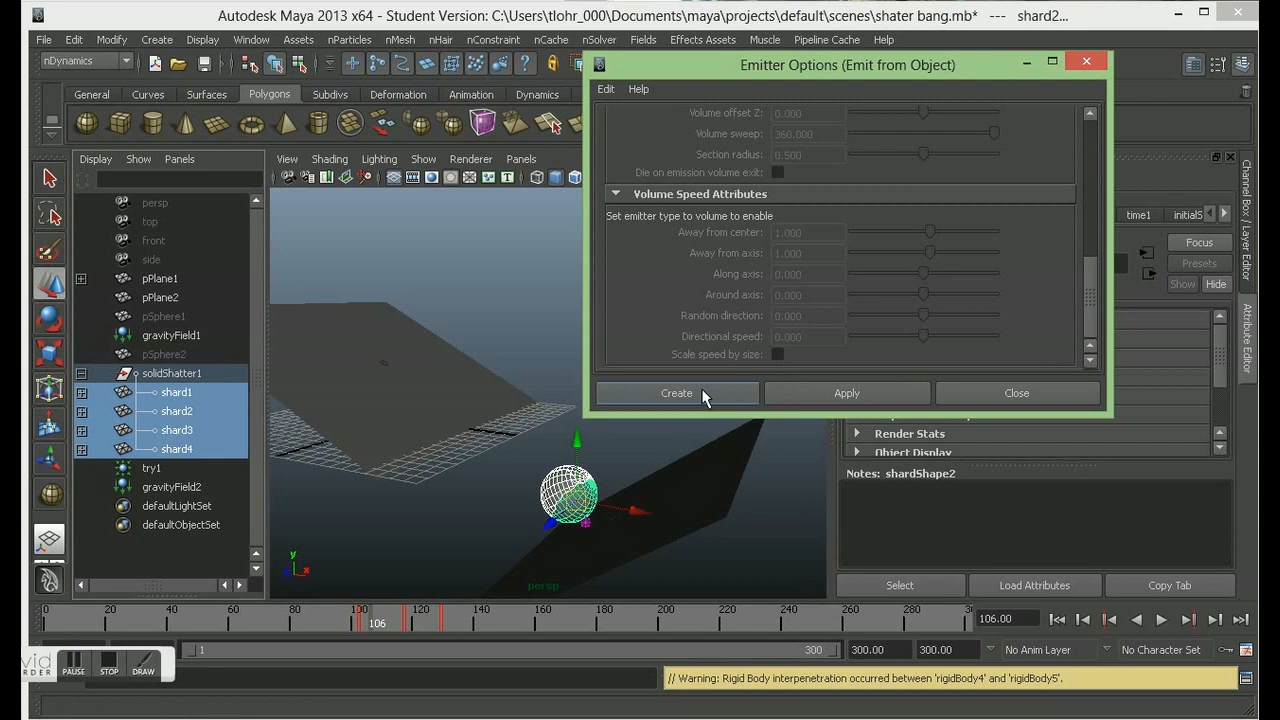 Autodesk Maya 2013 x64 - Student Version: C:\Users\tlohr_000\Documents\maya\projects\default\scenes\shater bang.mb* --- shard2...
File Edit Modify Create Display Window Assets nParticles nMesh nHair nConstraint nCache nSolver Fields Effects Assets Muscle Pipeline Cache Help
nDynamics
General Curves Surfaces Polygons Subdivs Deformation Animation Dynamics
Display Show Panels
View Shading Lighting Show Renderer Panels
persp
top
front
side
pPlane1
pPlane2
pSphere1
gravityField1
pSphere2
solidShatter1
shard1
shard2
shard3
shard4
try1
gravityField2
defaultLightSet
defaultObjectSet
y
x
persp
Emitter Options (Emit from Object)
Edit Help
Volume offset Z: 0.000
Volume sweep: 360.000
Section radius: 0.500
Die on emission volume exit:
Volume Speed Attributes
Set emitter type to volume to enable
Away from center: 1.000
Away from axis: 1.000
Along axis: 0.000
Around axis: 0.000
Random direction: 0.000
Directional speed: 0.000
Scale speed by size:
Create Apply Close
time1 initialS
Focus
Presets
Show Hide
Render Stats
Object Display
Notes: shardShape2
Select Load Attributes Copy Tab
Channel Box / Layer Editor
Attribute Editor
0 20 40 60 80 100 120 140 160 180 200 220 240 260 280
106
106.00
1 300 300.00 300.00 No Anim Layer No Character Set
PAUSE STOP DRAW
// Warning: Rigid Body interpenetration occurred between 'rigidBody4' and 'rigidBody5'.